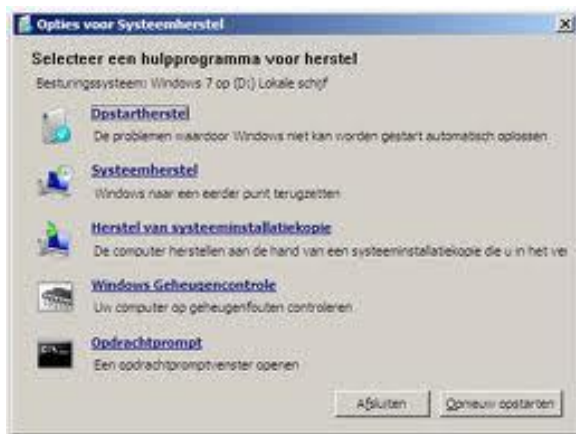 Opties voor Systeemherstel
Selecteer een hulpprogramma voor herstel
Besturingssysteem: Windows 7 op (D:) Lokale schijf
Opstartherstel
De problemen waardoor Windows niet kan worden gestart automatisch oplossen
Systeemherstel
Windows naar een eerder punt terugzetten
Herstel van systeeminstallatiekopie
De computer herstellen aan de hand van een systeeminstallatiekopie die u in het ve
Windows Geheugencontrole
Uw computer op geheugenfouten controleren
Opdrachtprompt
Een opdrachtpromptvenster openen
Afsluiten
Opnieuw opstarten